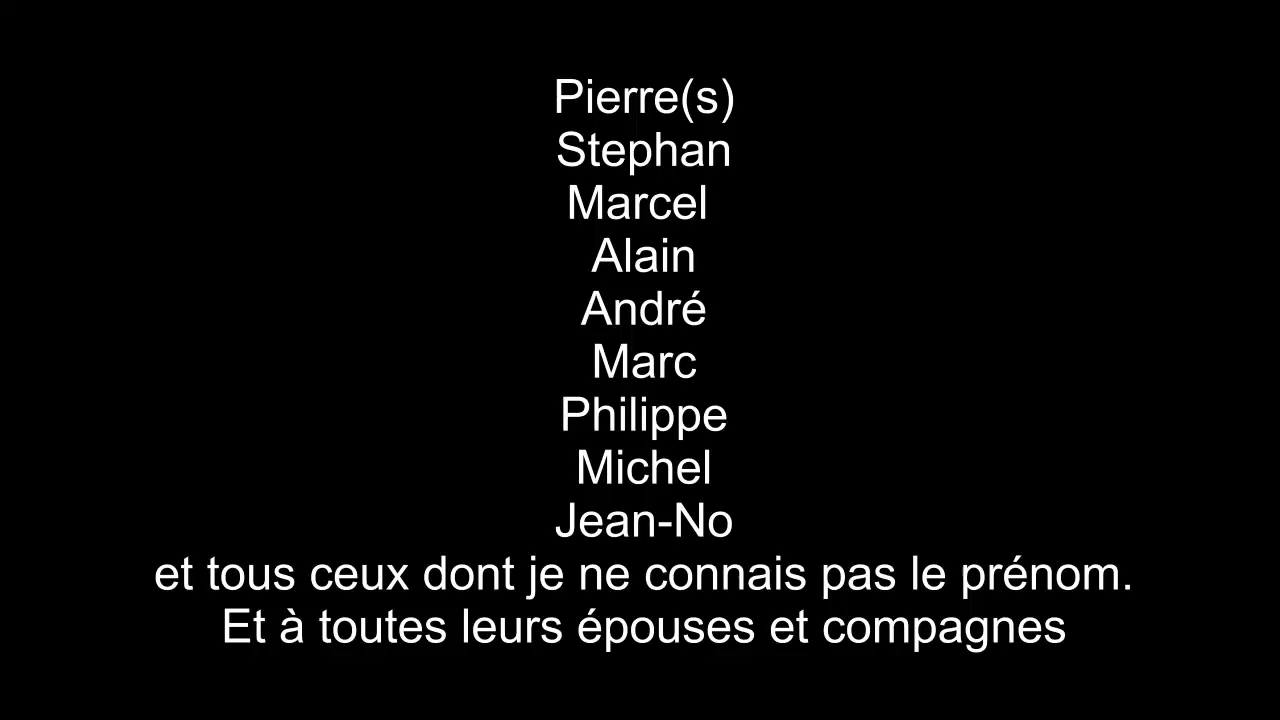 Pierre(s)
Stephan
Marcel
Alain
André
Marc
Philippe
Michel
Jean-No
et tous ceux dont je ne connais pas le prénom.
Et à toutes leurs épouses et compagnes